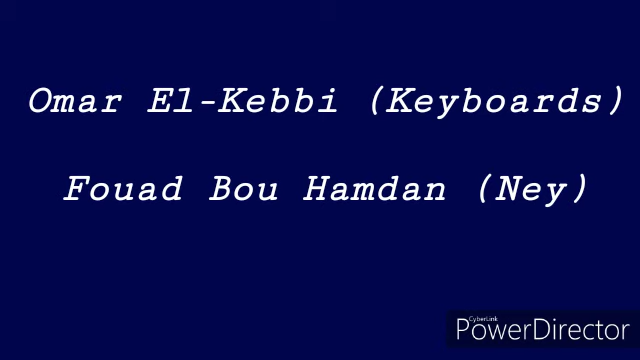 Omar El-Kebbi (Keyboards)
Fouad Bou Hamdan (Ney)
CyberLink
PowerDirector